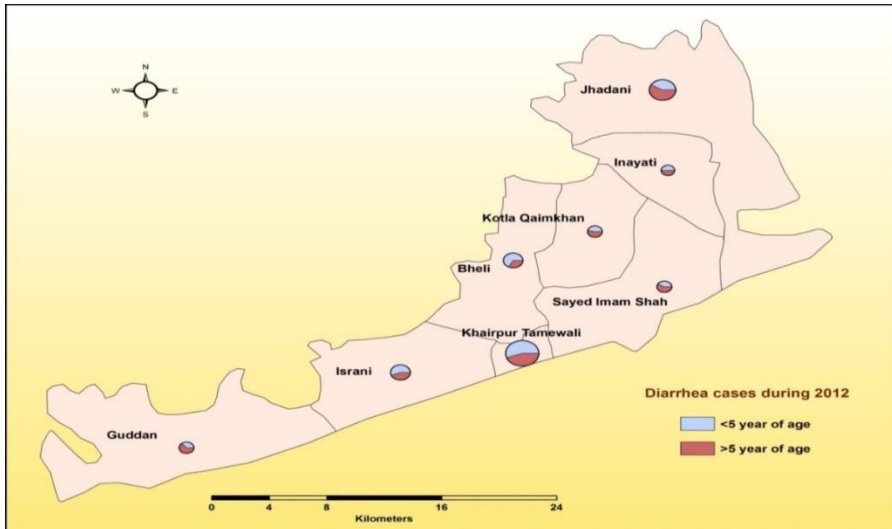 N
W E
S
Jhadani
Inayati
Kotla Qaimkhan
Bheli
Sayed Imam Shah
Khairpur Tamewali
Israni
Guddan
Diarrhea cases during 2012
<5 year of age
>5 year of age
0 4 8 16 24
Kilometers